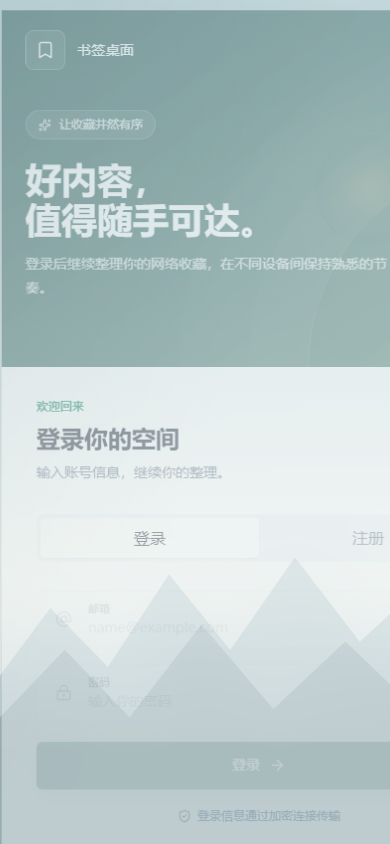 书签桌面
让收藏井然有序
好内容，
值得随手可达。
登录后继续整理你的网络收藏，在不同设备间保持熟悉的节
奏。
欢迎回来
登录你的空间
输入账号信息，继续你的整理。
登录
注册
邮箱
name@example.com
密码
输入你的密码
登录 →
登录信息通过加密连接传输